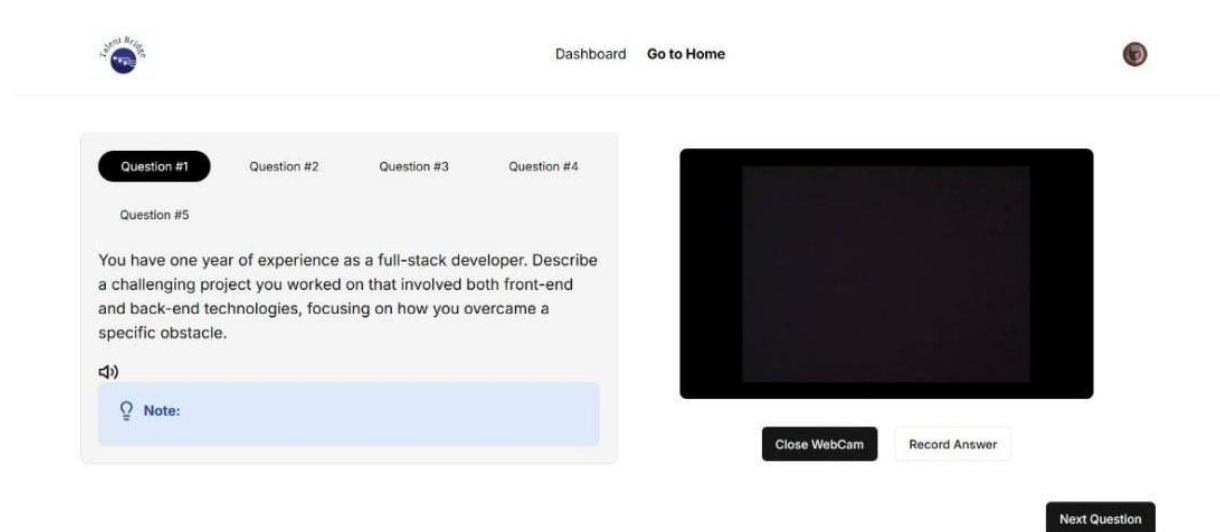 Talent Bridge
Dashboard Go to Home
Question #1 Question #2 Question #3 Question #4
Question #5
You have one year of experience as a full-stack developer. Describe
a challenging project you worked on that involved both front-end
and back-end technologies, focusing on how you overcame a
specific obstacle.
Note:
Close WebCam Record Answer
Next Question